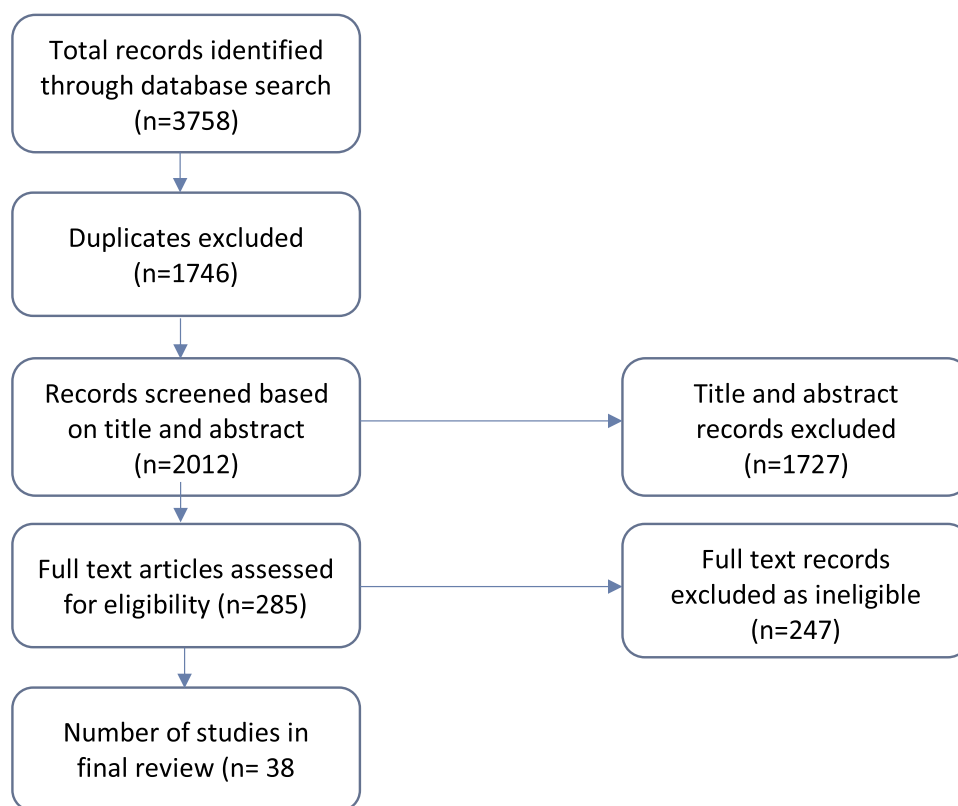 Total records identified
through database search
(n=3758)
Duplicates excluded
(n=1746)
Records screened based
on title and abstract
(n=2012)
Title and abstract
records excluded
(n=1727)
Full text articles assessed
for eligibility (n=285)
Full text records
excluded as ineligible
(n=247)
Number of studies in
final review (n= 38